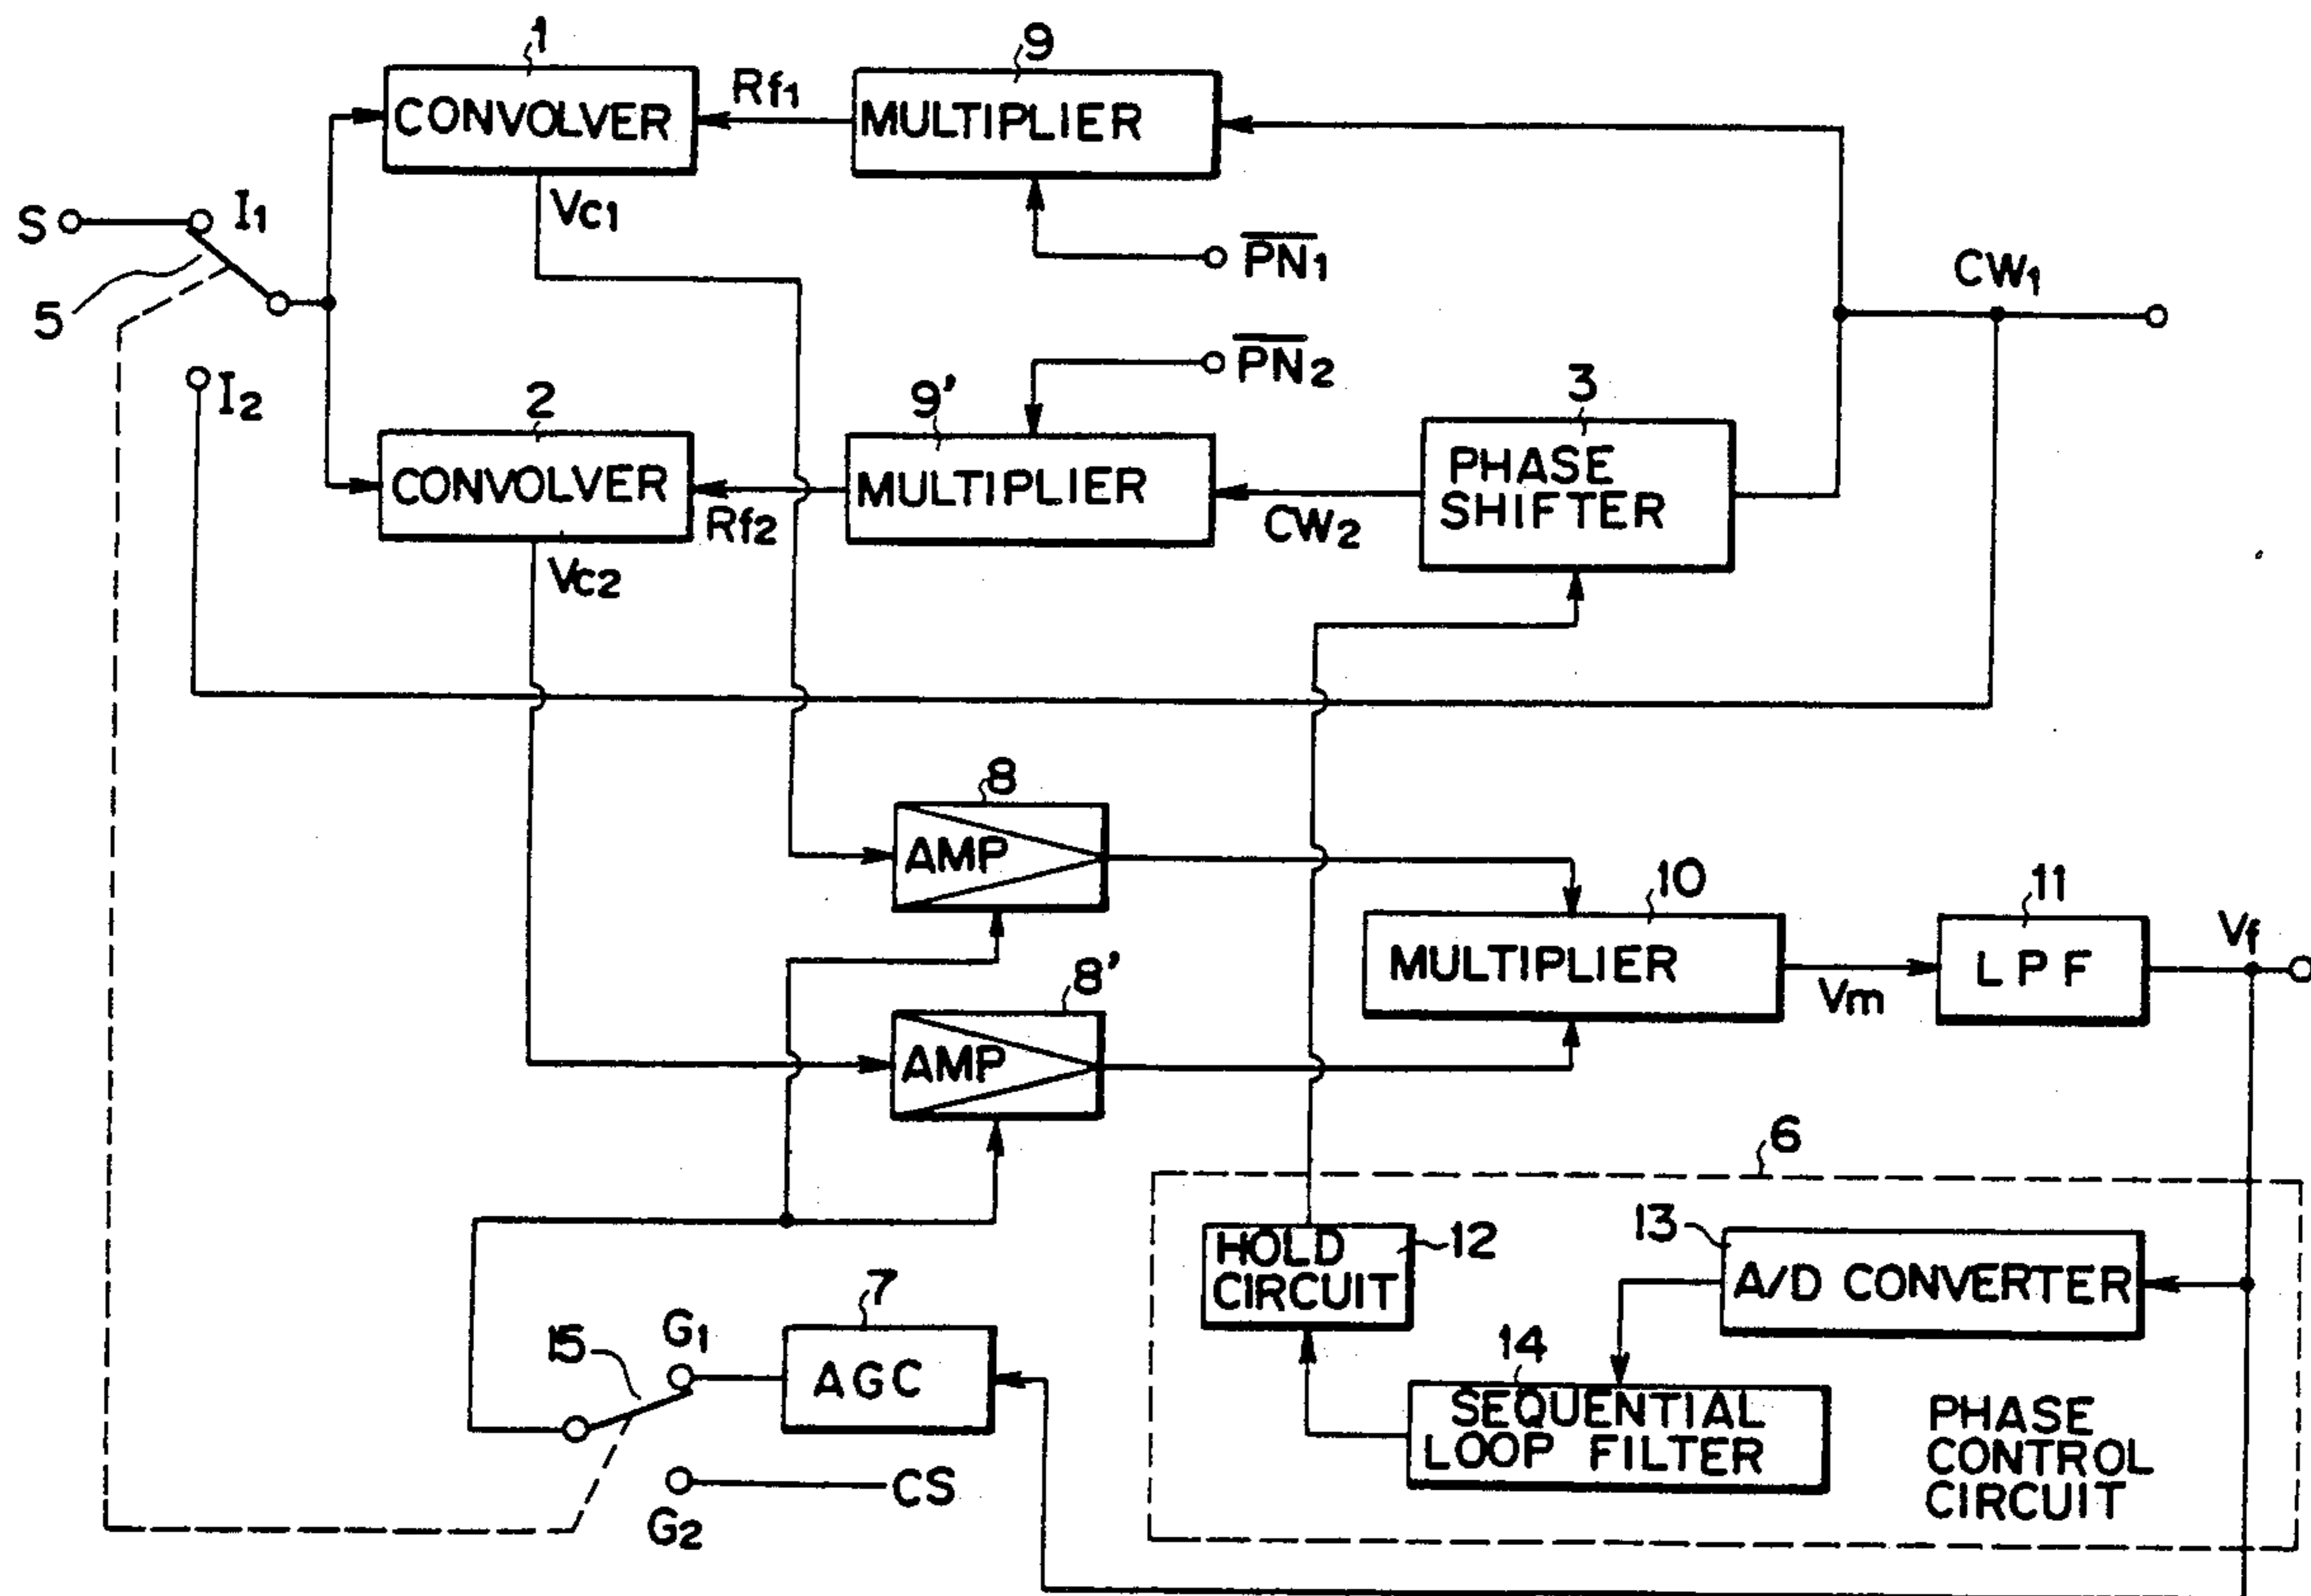 1
9
CONVOLVER
Rf1
MULTIPLIER
S
I1
Vc1
5
PN1
CW1
PN2
I2
2
9'
3
CONVOLVER
Rf2
MULTIPLIER
CW2
PHASE
SHIFTER
Vc2
8
AMP
10
11
Vf
MULTIPLIER
Vm
LPF
8'
AMP
6
HOLD
CIRCUIT
12
13
A/D CONVERTER
7
G1
15
AGC
14
SEQUENTIAL
LOOP FILTER
PHASE
CONTROL
CIRCUIT
G2
CS